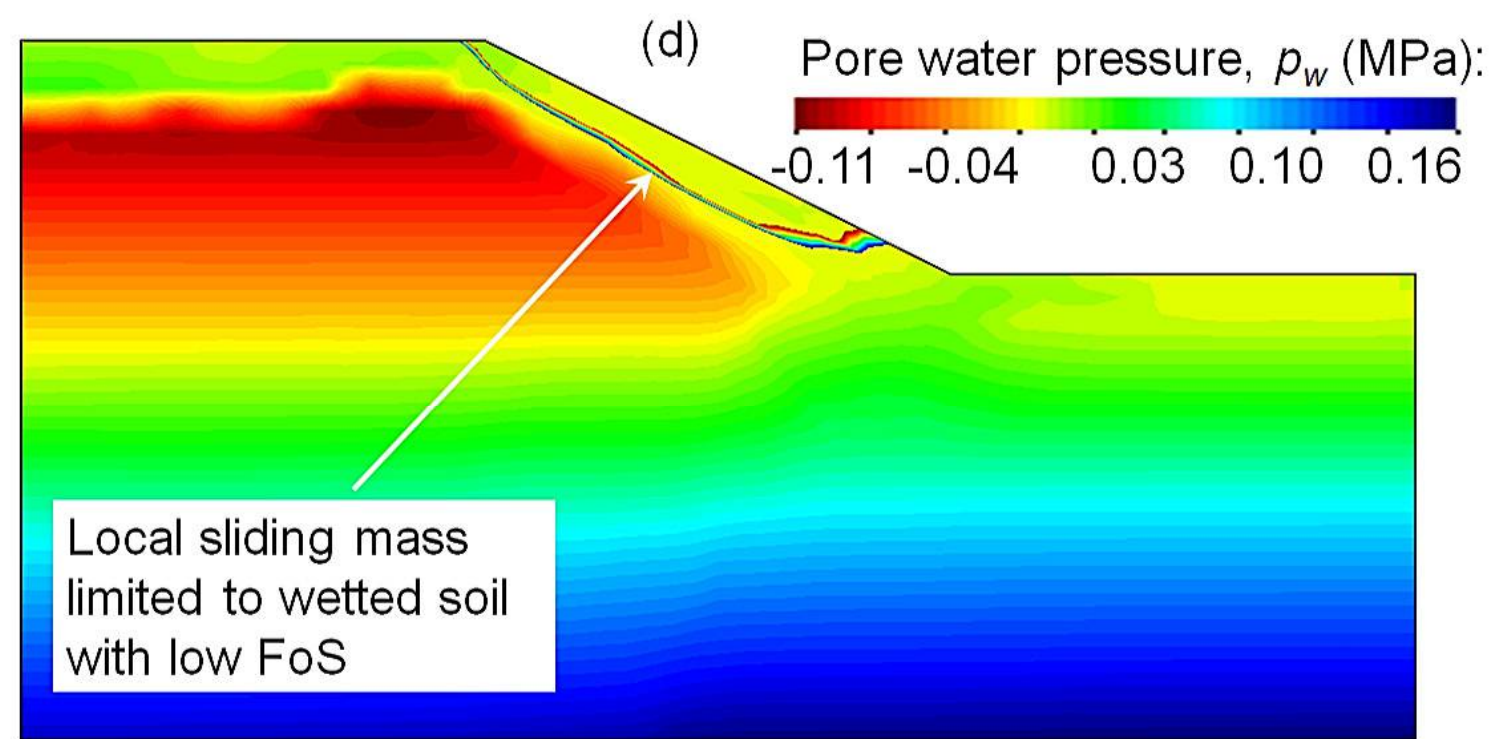 (d)
Pore water pressure, p_w (MPa):
-0.11 -0.04 0.03 0.10 0.16
Local sliding mass
limited to wetted soil
with low FoS